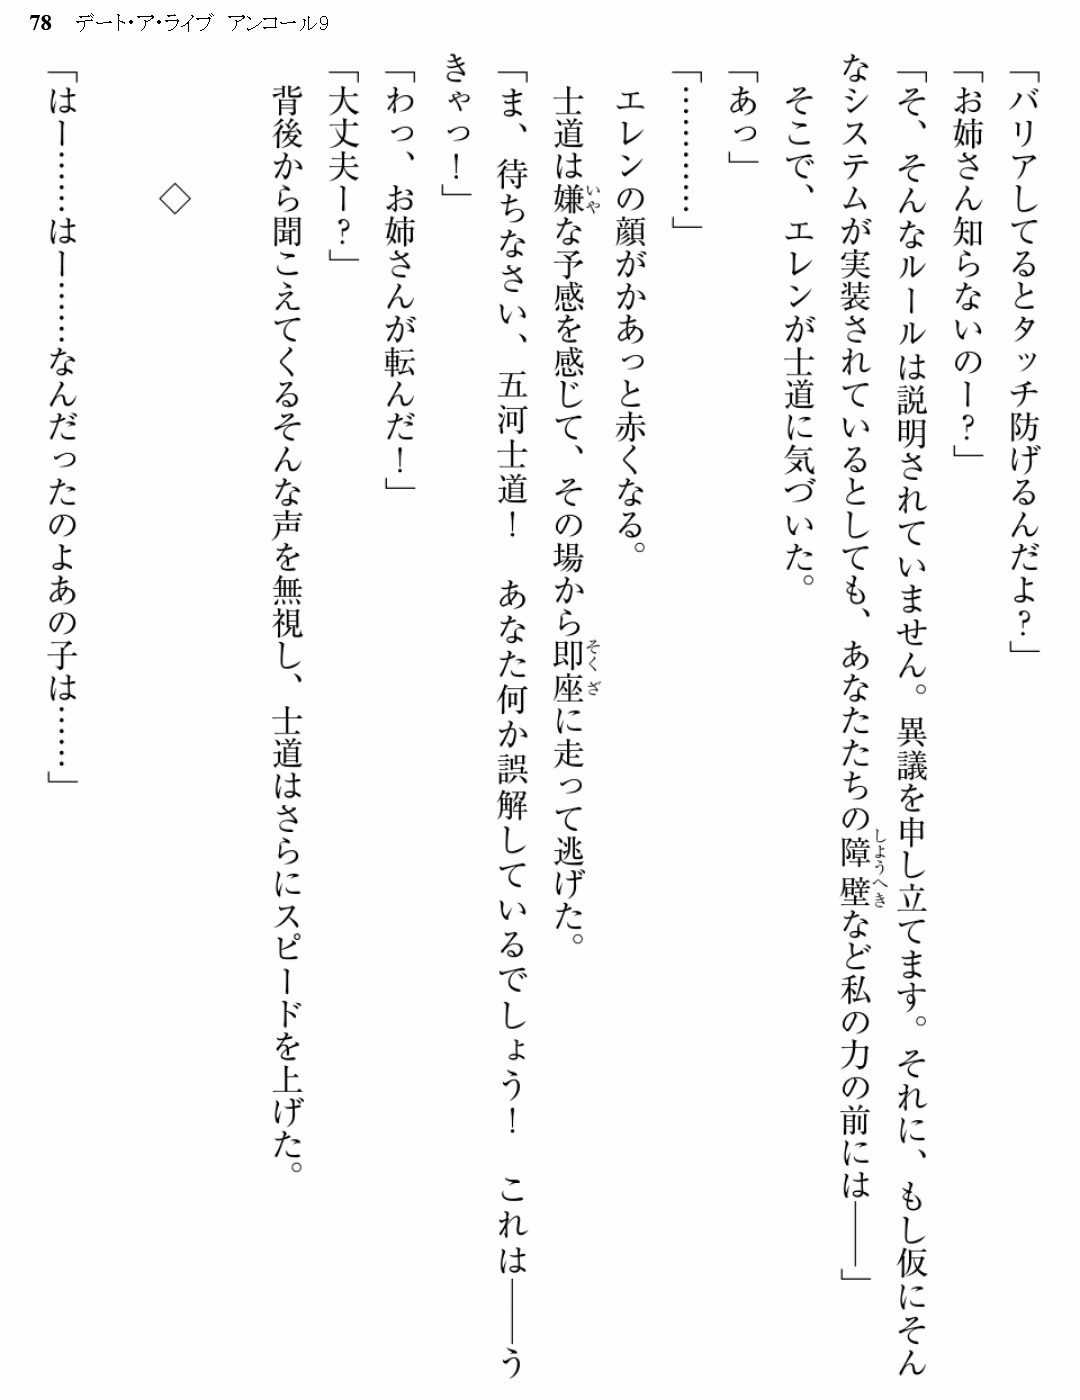 78　デート・ア・ライブ　アンコール9
「バリアしてるとタッチ防げるんだよ？」
「お姉さん知らないのー？」
「そ、そんなルールは説明されていません。異議を申し立てます。それに、もし仮にそん
なシステムが実装されているとしても、あなたたちの障壁など私の力の前には――」
しょうへき
そこで、エレンが士道に気づいた。
「あっ」
「…………」
エレンの顔がかあっと赤くなる。
士道は嫌な予感を感じて、その場から即座に走って逃げた。
いや
そくざ
「ま、待ちなさい、五河士道！　あなた何か誤解しているでしょう！　これは――う
きゃっ！」
「わっ、お姉さんが転んだ！」
「大丈夫ー？」
背後から聞こえてくるそんな声を無視し、士道はさらにスピードを上げた。
◇
「はー……はー……なんだったのよあの子は……」